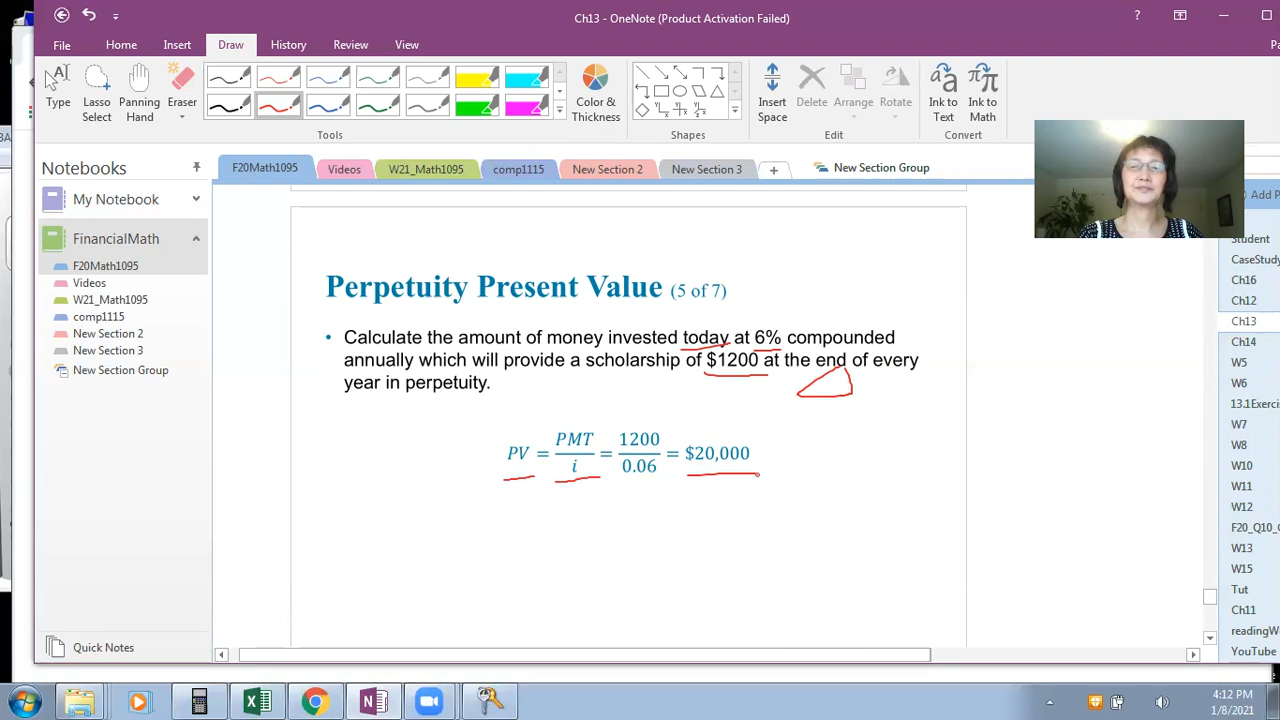 Ch13 - OneNote (Product Activation Failed)
?
File Home Insert Draw History Review View
Type
Lasso Select
Panning Hand
Eraser
Color & Thickness
Insert Space
Delete
Arrange
Rotate
Ink to Text
Ink to Math
Tools
Shapes
Edit
Convert
Notebooks
My Notebook
FinancialMath
F20Math1095
Videos
W21_Math1095
comp1115
New Section 2
New Section 3
New Section Group
Quick Notes
F20Math1095 Videos W21_Math1095 comp1115 New Section 2 New Section 3 New Section Group
Perpetuity Present Value (5 of 7)
• Calculate the amount of money invested today at 6% compounded
annually which will provide a scholarship of $1200 at the end of every
year in perpetuity.
PV = PMT / i = 1200 / 0.06 = $20,000
Add P
Student
CaseStudy
Ch16
Ch12
Ch13
Ch14
W5
W6
13.1Exercis
W7
W8
W10
W11
W12
F20_Q10_C
W13
W15
Tut
Ch11
readingW
YouTube
4:12 PM
1/8/2021